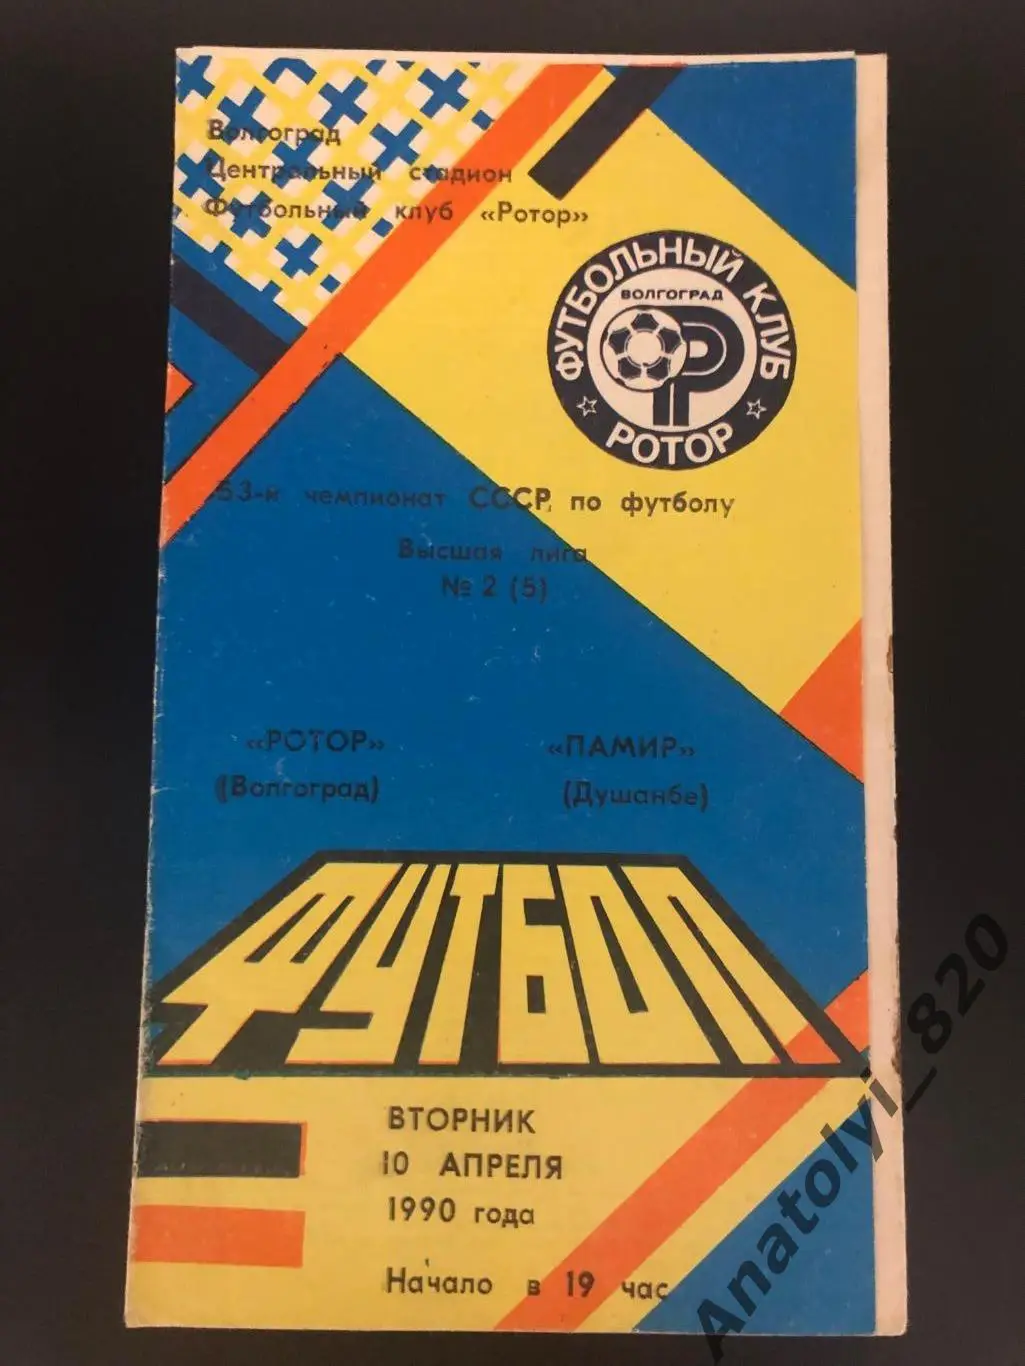 Волгоград
Центральный стадион
Футбольный клуб «Ротор»
ФУТБОЛЬНЫЙ КЛУБ
ВОЛГОГРАД
Р
РОТОР
53-й чемпионат СССР по футболу
Высшая лига
№ 2 (5)
«РОТОР»
(Волгоград)
«ПАМИР»
(Душанбе)
ФУТБОЛ
ВТОРНИК
10 АПРЕЛЯ
1990 года
Начало в 19 час
Anatolyi_820